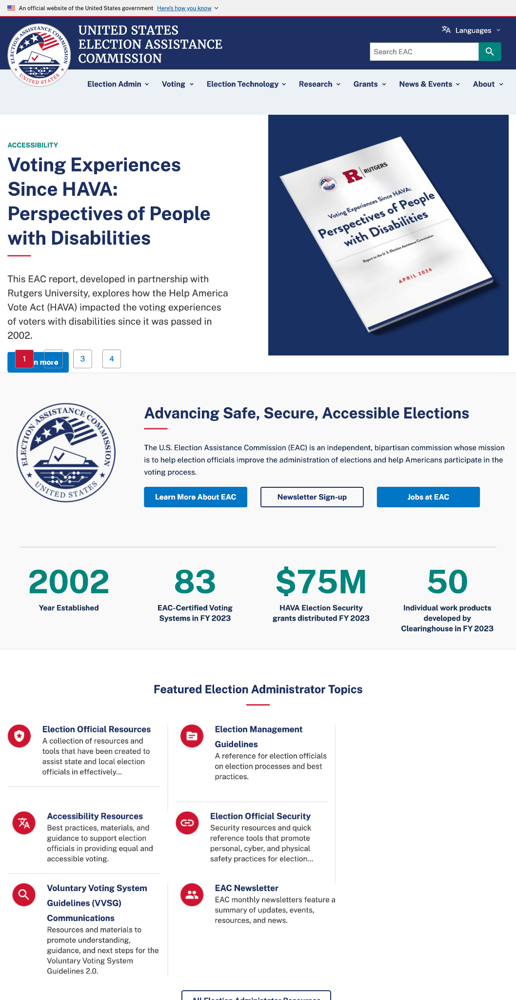 An official website of the United States government Here's how you know
UNITED STATES
ELECTION ASSISTANCE
COMMISSION
ELECTION ASSISTANCE COMMISSION
UNITED STATES
Languages
Search EAC
Election Admin
Voting
Election Technology
Research
Grants
News & Events
About
ACCESSIBILITY
Voting Experiences
Since HAVA:
Perspectives of People
with Disabilities
This EAC report, developed in partnership with
Rutgers University, explores how the Help America
Vote Act (HAVA) impacted the voting experiences
of voters with disabilities since it was passed in
2002.
n more
1
3
4
R RUTGERS
Voting Experiences Since HAVA:
Perspectives of People
with Disabilities
Report to the U.S. Election Assistance Commission
APRIL 2024
ELECTION ASSISTANCE COMMISSION
UNITED STATES
Advancing Safe, Secure, Accessible Elections
The U.S. Election Assistance Commission (EAC) is an independent, bipartisan commission whose mission
is to help election officials improve the administration of elections and help Americans participate in the
voting process.
Learn More About EAC
Newsletter Sign-up
Jobs at EAC
2002
Year Established
83
EAC-Certified Voting
Systems in FY 2023
$75M
HAVA Election Security
grants distributed FY 2023
50
Individual work products
developed by
Clearinghouse in FY 2023
Featured Election Administrator Topics
Election Official Resources
A collection of resources and
tools that have been created to
assist state and local election
officials in effectively...
Election Management
Guidelines
A reference for election officials
on election processes and best
practices.
Accessibility Resources
Best practices, materials, and
guidance to support election
officials in providing equal and
accessible voting.
Election Official Security
Security resources and quick
reference tools that promote
personal, cyber, and physical
safety practices for election...
Voluntary Voting System
Guidelines (VVSG)
Communications
Resources and materials to
promote understanding,
guidance, and next steps for the
Voluntary Voting System
Guidelines 2.0.
EAC Newsletter
EAC monthly newsletters feature a
summary of updates, events,
resources, and news.